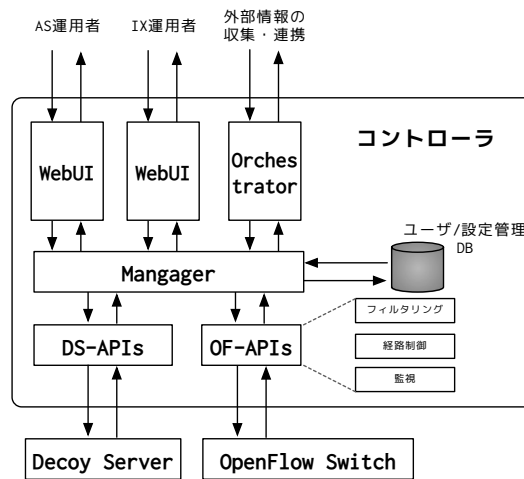 AS運用者
IX運用者
外部情報の
収集・連携
コントローラ
WebUI
WebUI
Orches
trator
ユーザ/設定管理
DB
Mangager
フィルタリング
DS-APIs
OF-APIs
経路制御
監視
Decoy Server
OpenFlow Switch